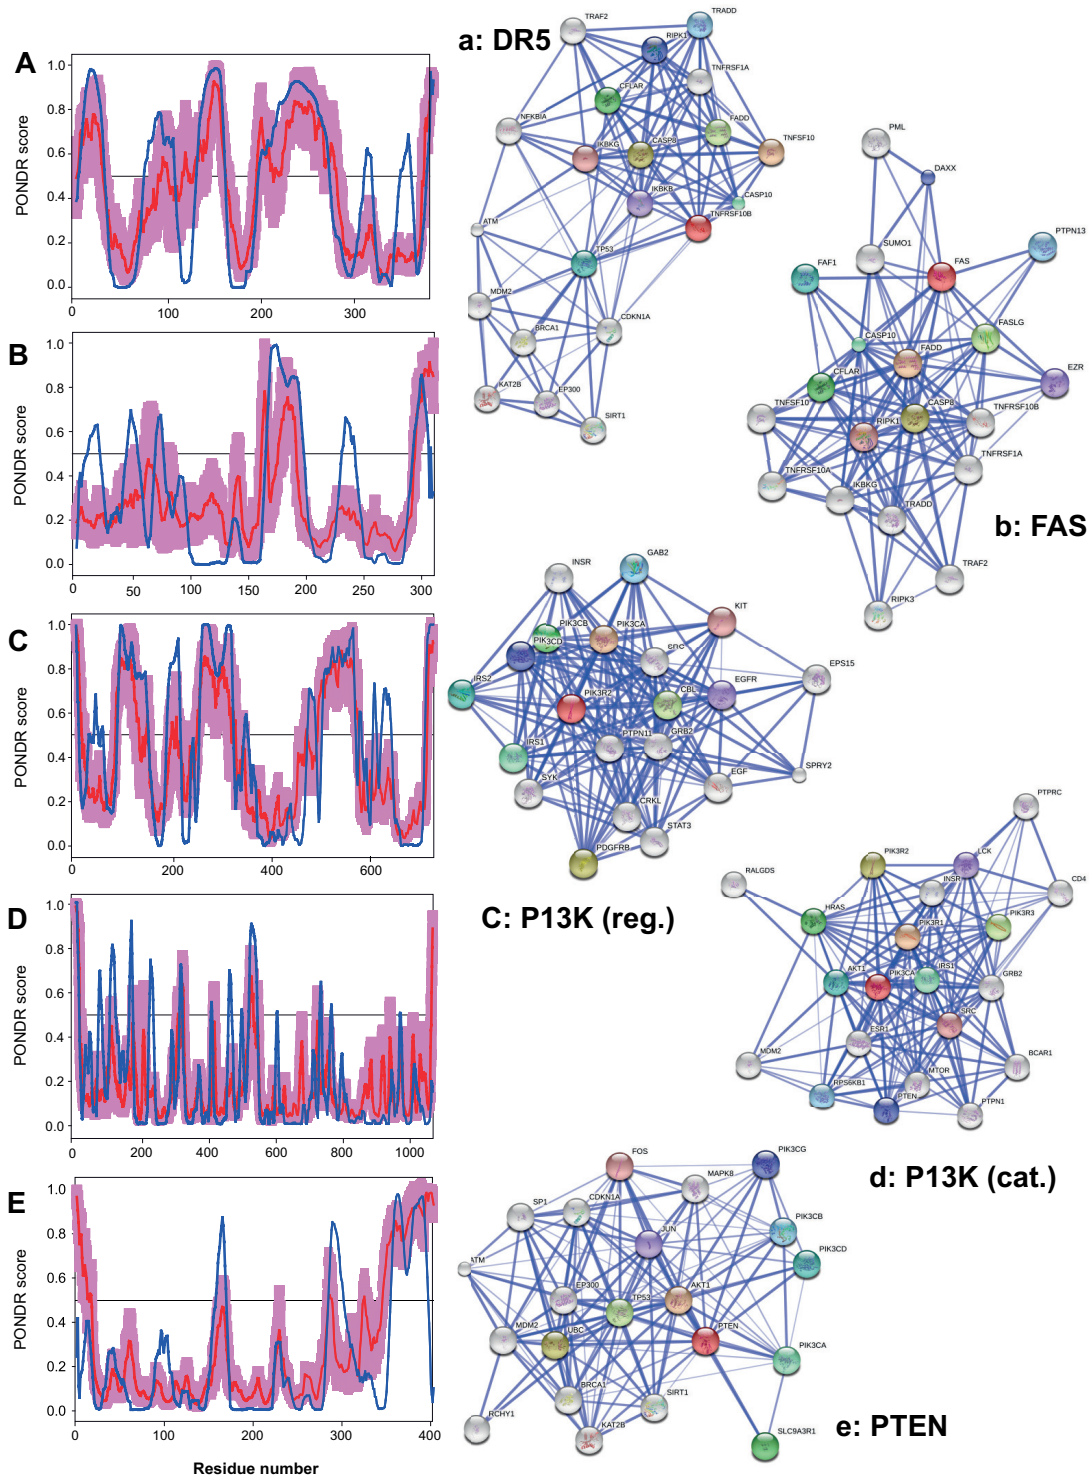 A
PONDR score
1.0
0.8
0.6
0.4
0.2
0.0
0
100
200
300
a: DR5
TRAF2
TRADD
RIPK1
TNFRSF1A
CFLAR
NFKBIA
FADD
TNFSF10
IKBKG
CASP8
IKBKB
CASP10
TNFRSF10B
ATM
TP53
MDM2
BRCA1
CDKN1A
KAT2B
EP300
SIRT1
B
PONDR score
1.0
0.8
0.6
0.4
0.2
0.0
0
50
100
150
200
250
300
PML
DAXX
PTPN13
SUMO1
FAS
FAF1
FASLG
CASP10
FADD
EZR
CFLAR
CASP8
TNFSF10
TNFRSF10B
RIPK1
TNFRSF1A
TNFRSF10A
IKBKG
TRADD
b: FAS
TRAF2
RIPK3
C
PONDR score
1.0
0.8
0.6
0.4
0.2
0.0
0
200
400
600
GAB2
INSR
KIT
PIK3CB
PIK3CA
PIK3CD
EPS15
IRS2
EGFR
PIK3R2
CBL
PTPN11
GRB2
IRS1
SPRY2
SYK
EGF
CRKL
STAT3
PDGFRB
C: P13K (reg.)
D
PONDR score
1.0
0.8
0.6
0.4
0.2
0.0
0
200
400
600
800
1000
PTPRC
PIK3R2
LCK
RALGDS
INSR
CD4
HRAS
PIK3R1
PIK3R3
AKT1
PIK3CA
IRS1
GRB2
SRC
ESR1
MDM2
BCAR1
MTOR
RPS6KB1
PTEN
PTPN1
d: P13K (cat.)
E
PONDR score
1.0
0.8
0.6
0.4
0.2
0.0
0
100
200
300
400
Residue number
FOS
PIK3CG
MAPK8
SP1
CDKN1A
PIK3CB
JUN
PIK3CD
ATM
EP300
AKT1
TP53
MDM2
UBC
PTEN
PIK3CA
BRCA1
SIRT1
RCHY1
KAT2B
SLC9A3R1
e: PTEN